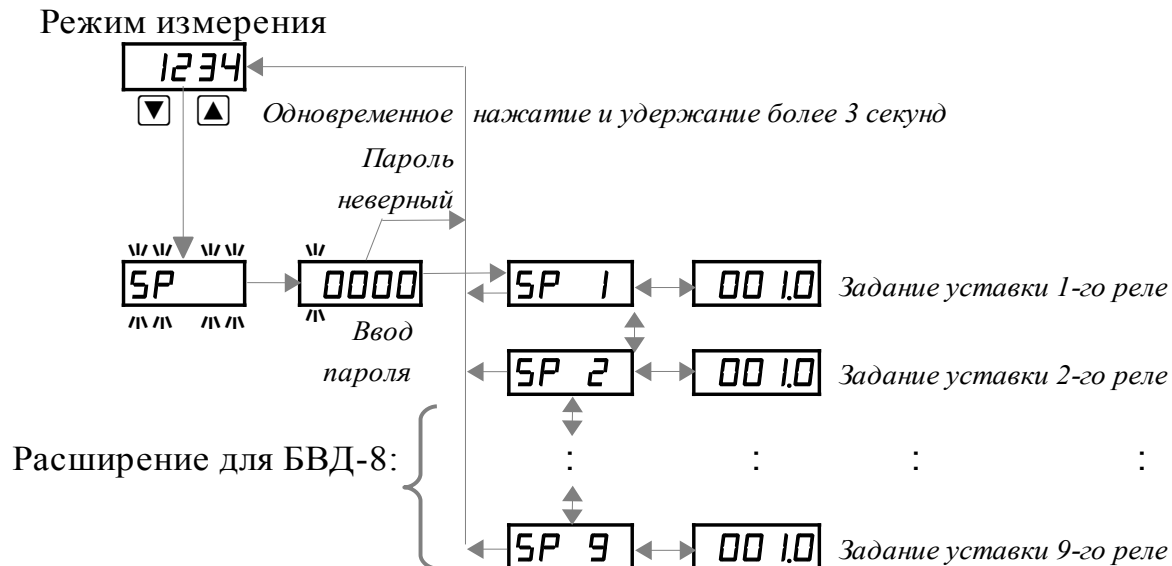 Режим измерения
1234
▼ ▲ Одновременное нажатие и удержание более 3 секунд
Пароль
неверный
SP 0000 SP 1 001.0 Задание уставки 1-го реле
Ввод
пароля
SP 2 001.0 Задание уставки 2-го реле
Расширение для БВД-8: : : : :
SP 9 001.0 Задание уставки 9-го реле